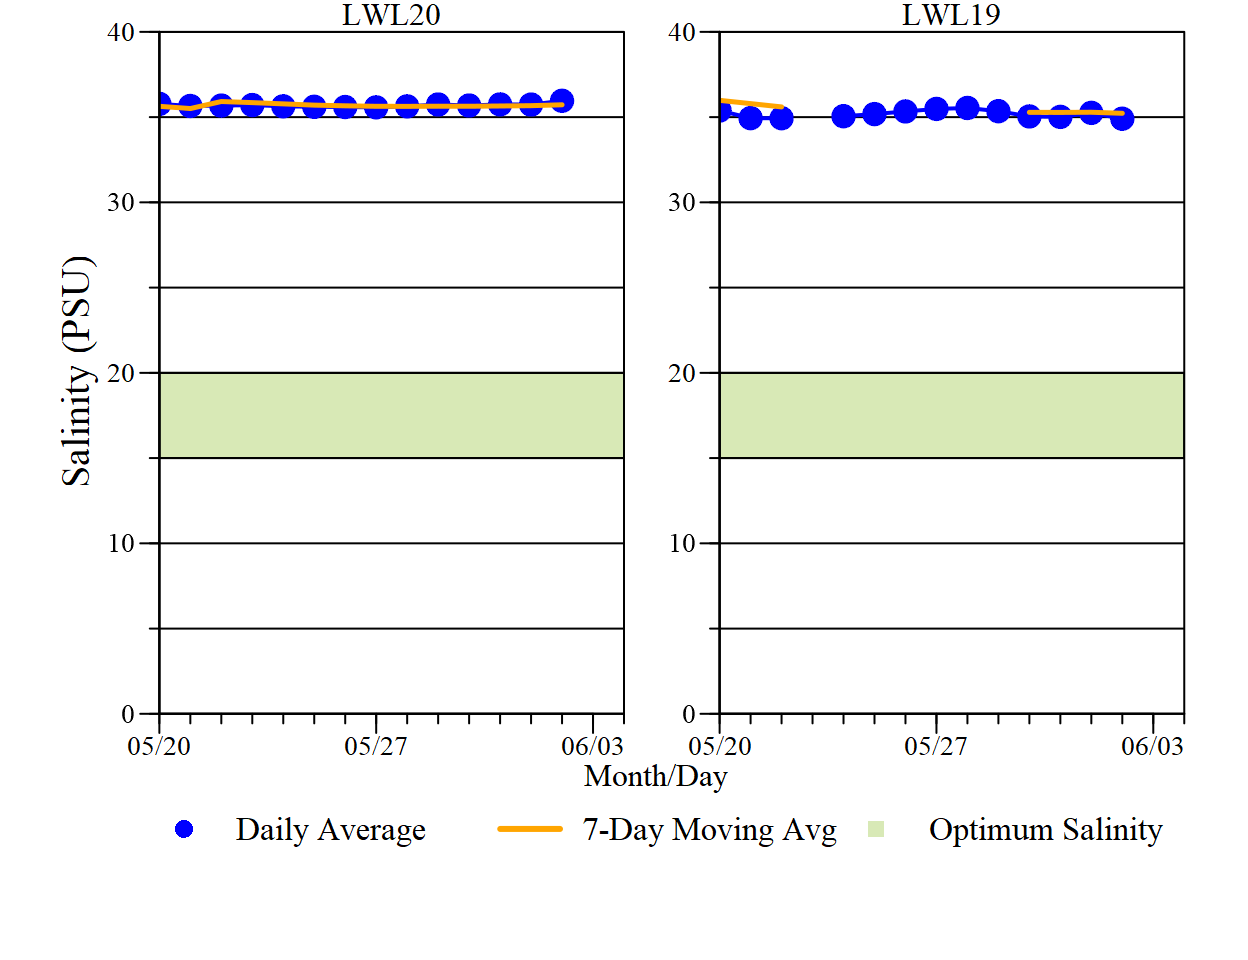 LWL20
LWL19
40
30
20
10
0
40
30
20
10
0
Salinity (PSU)
05/20
05/27
06/03
05/20
05/27
06/03
Month/Day
Daily Average
7-Day Moving Avg
Optimum Salinity